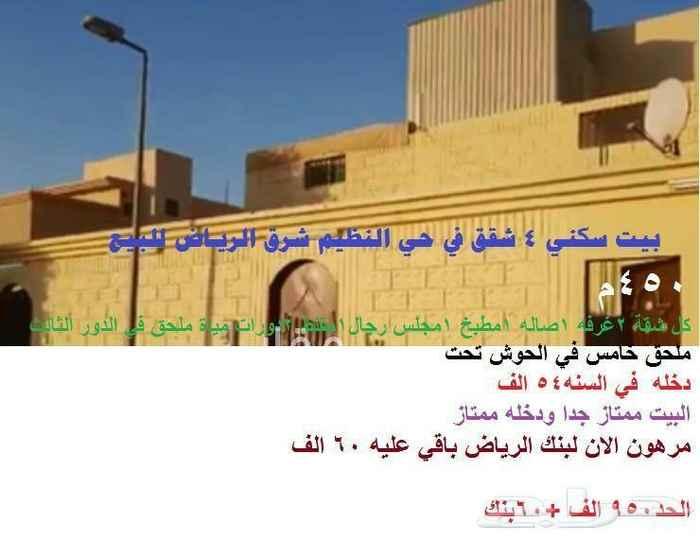 بيت سكني ٤ شقق في حي النظيم شرق الرياض للبيع
٤٥٠م
كل شقة ٢غرفه ١صاله ١مطبخ ١مجلس رجال ٢دورات مياة ملحق في الدور الثالث
ملحق خامس في الحوش تحت
دخله في السنه٥٤ الف
البيت ممتاز جدا ودخله ممتاز
مرهون الان لبنك الرياض باقي عليه ٦٠ الف
الحد٩٥٠ الف +٦٠بنك
حراج